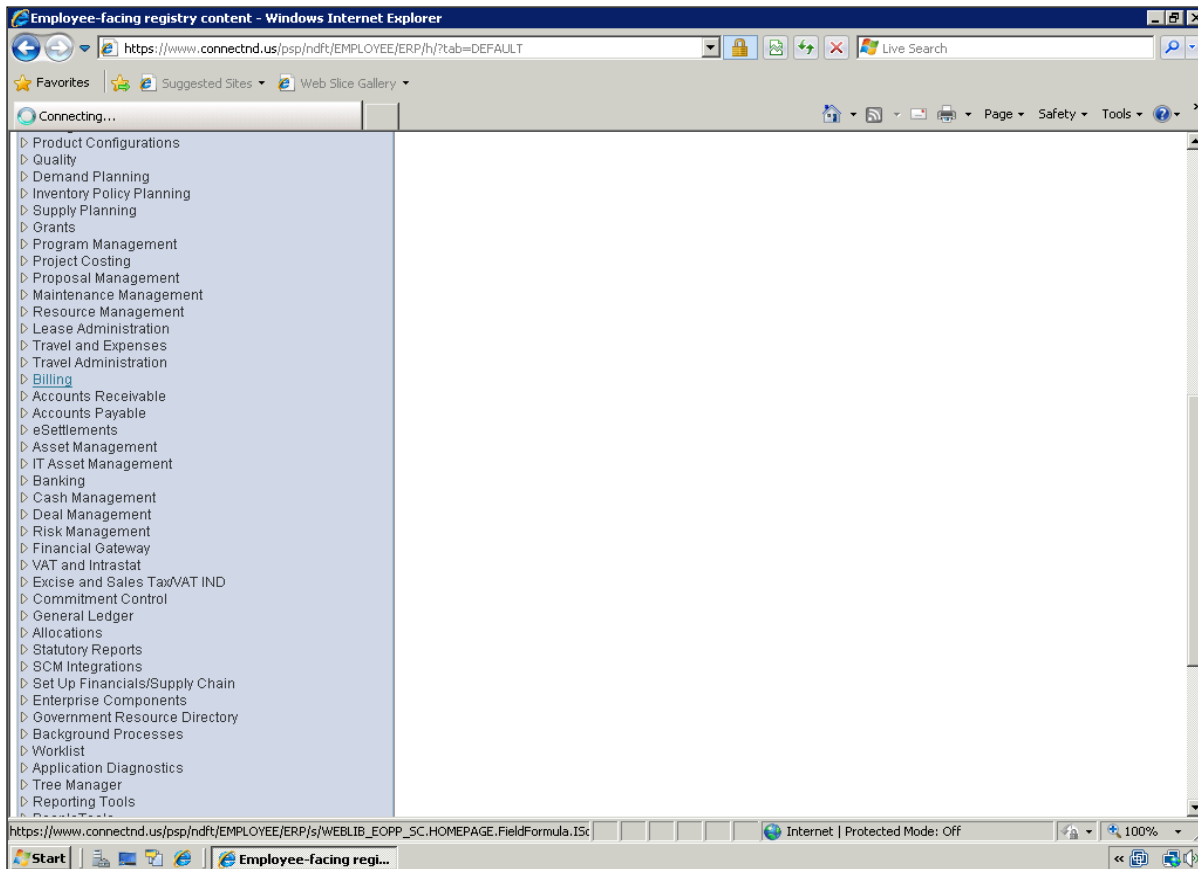 Employee-facing registry content - Windows Internet Explorer
https://www.connectnd.us/psp/ndft/EMPLOYEE/ERP/h/?tab=DEFAULT
Live Search
Favorites Suggested Sites Web Slice Gallery
Connecting...
Page Safety Tools
Product Configurations
Quality
Demand Planning
Inventory Policy Planning
Supply Planning
Grants
Program Management
Project Costing
Proposal Management
Maintenance Management
Resource Management
Lease Administration
Travel and Expenses
Travel Administration
Billing
Accounts Receivable
Accounts Payable
eSettlements
Asset Management
IT Asset Management
Banking
Cash Management
Deal Management
Risk Management
Financial Gateway
VAT and Intrastat
Excise and Sales Tax/VAT IND
Commitment Control
General Ledger
Allocations
Statutory Reports
SCM Integrations
Set Up Financials/Supply Chain
Enterprise Components
Government Resource Directory
Background Processes
Worklist
Application Diagnostics
Tree Manager
Reporting Tools
https://www.connectnd.us/psp/ndft/EMPLOYEE/ERP/s/WEBLIB_EOPP_SC.HOMEPAGE.FieldFormula.ISc
Internet | Protected Mode: Off
100%
Start
Employee-facing regi...